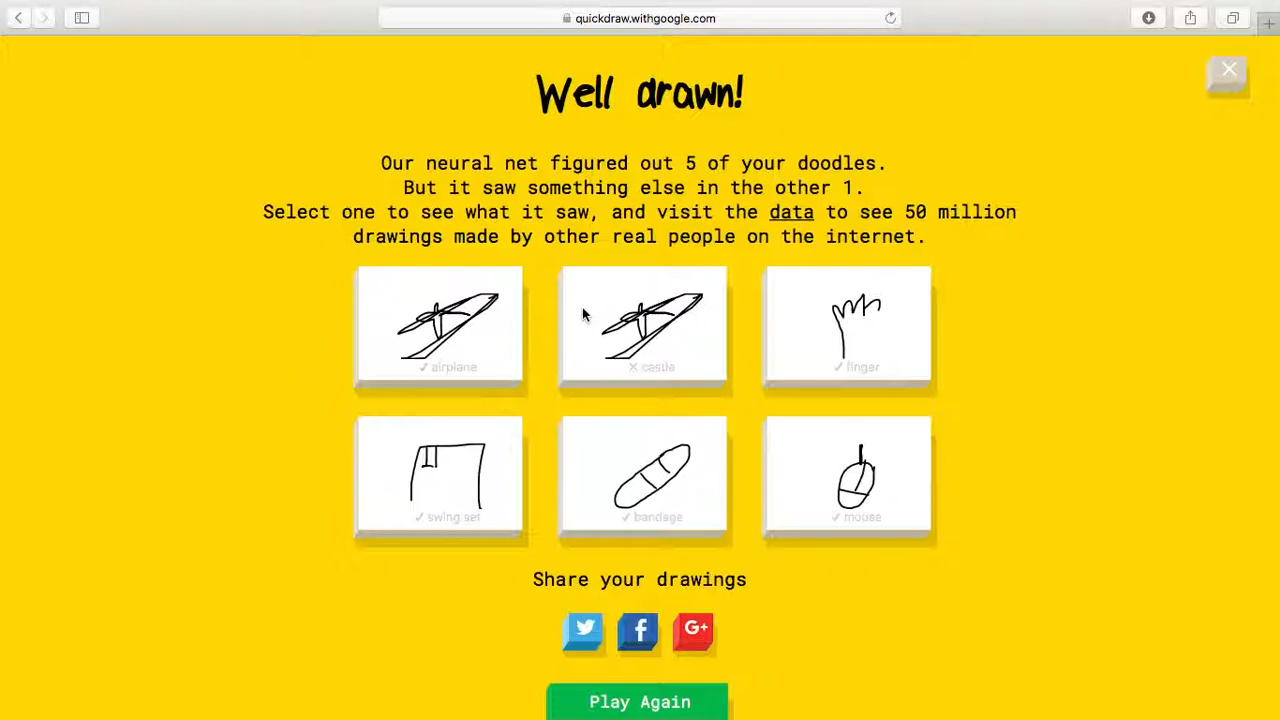 quickdraw.withgoogle.com
Well drawn!
Our neural net figured out 5 of your doodles.
But it saw something else in the other 1.
Select one to see what it saw, and visit the data to see 50 million
drawings made by other real people on the internet.
✓ airplane
✕ castle
✓ finger
✓ swing set
✓ bandage
✓ mouse
Share your drawings
G+
Play Again